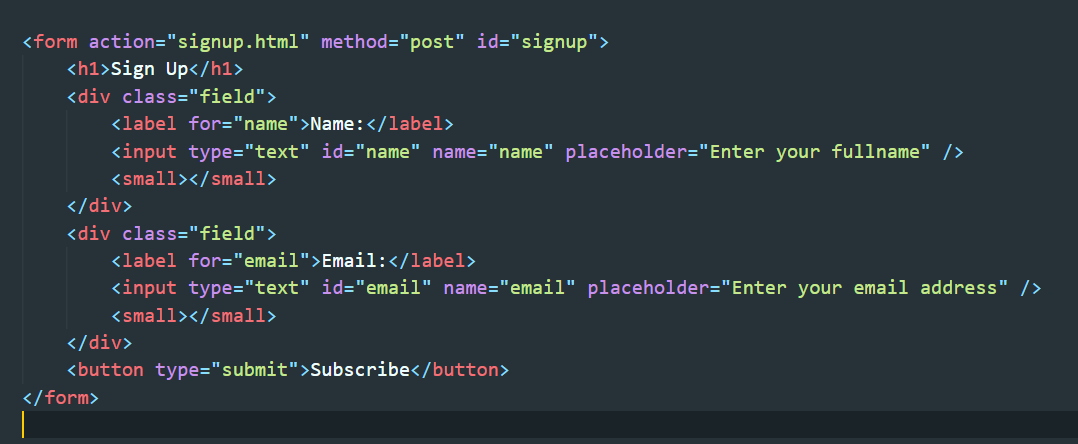 <form action="signup.html" method="post" id="signup">
    <h1>Sign Up</h1>
    <div class="field">
        <label for="name">Name:</label>
        <input type="text" id="name" name="name" placeholder="Enter your fullname" />
        <small></small>
    </div>
    <div class="field">
        <label for="email">Email:</label>
        <input type="text" id="email" name="email" placeholder="Enter your email address" />
        <small></small>
    </div>
    <button type="submit">Subscribe</button>
</form>